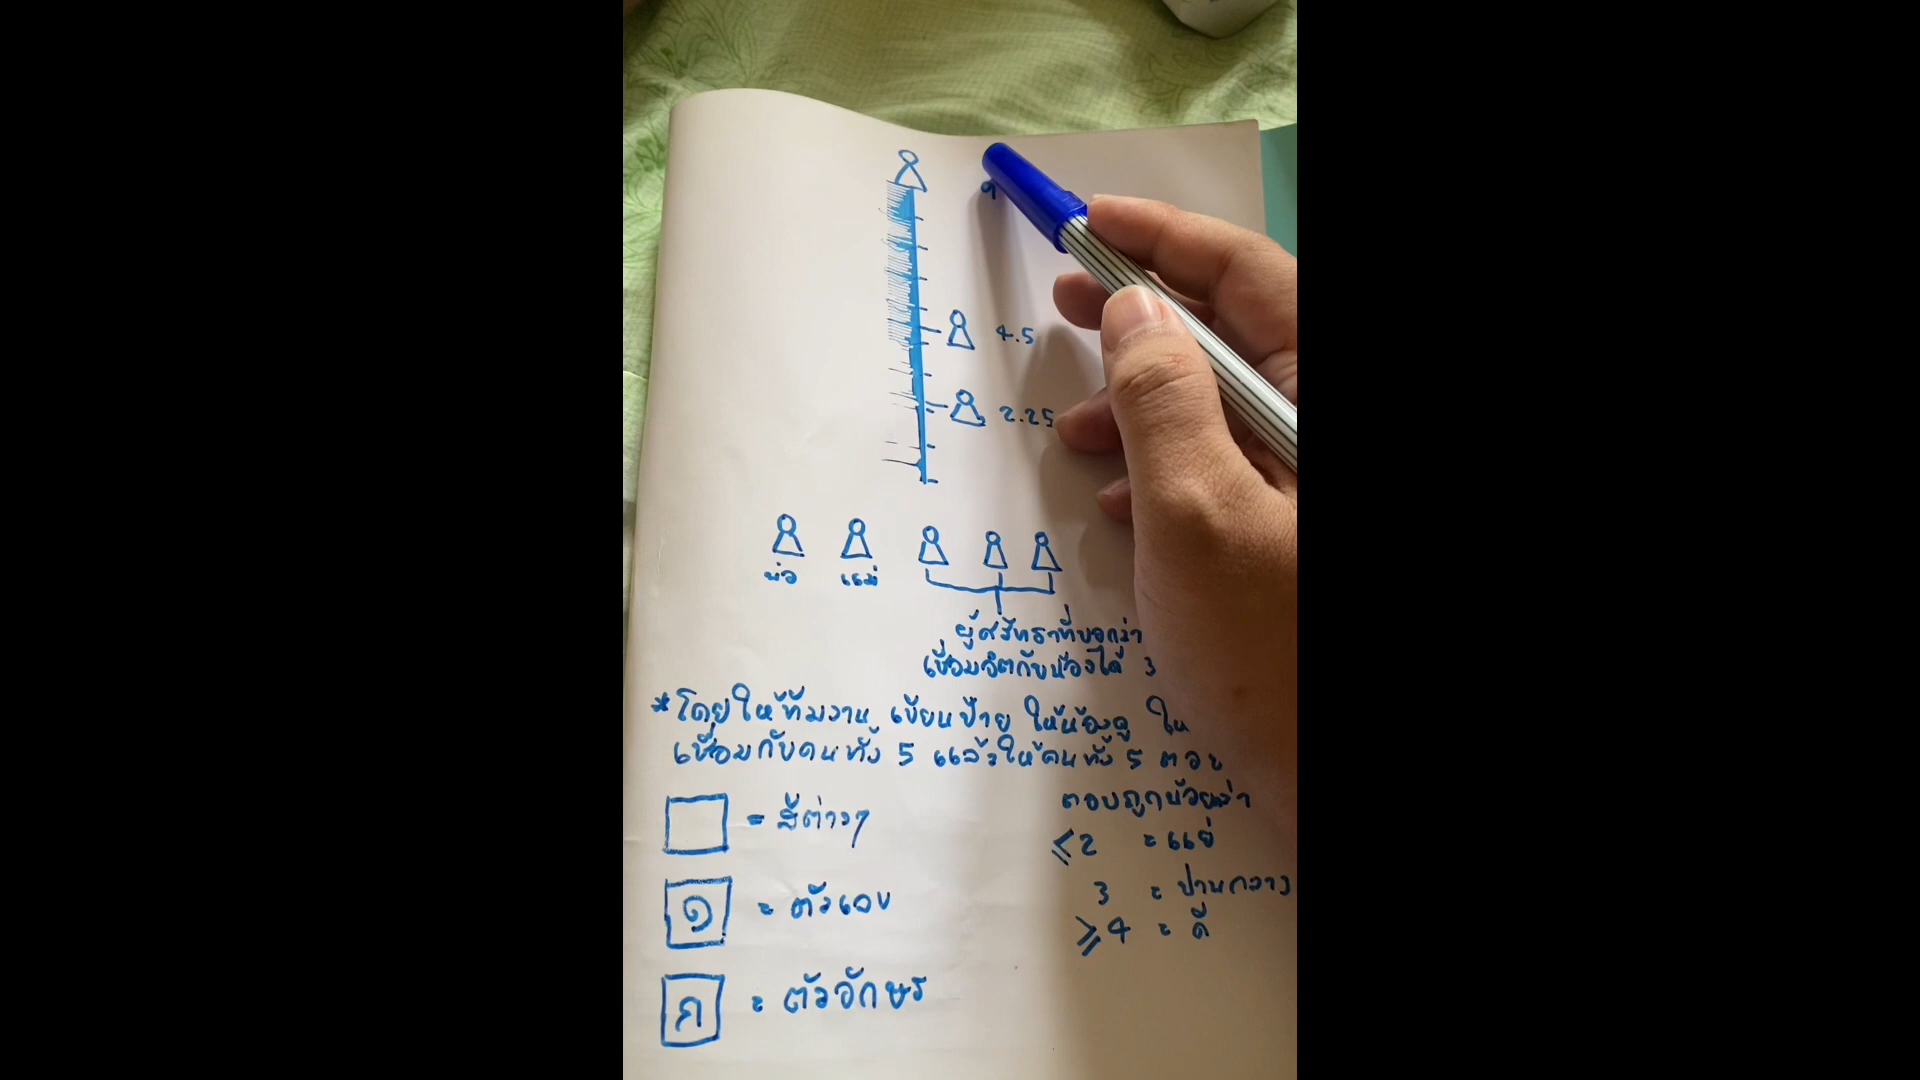 9
4.5
2.25
พ่อ แม่
ผู้ศรัทธาที่บอกว่า
เชื่อมจิตกับน้องได้ 3
*โดยให้ทีมงาน เขียนป้าย ให้น้องดู ให้
เชื่อมกับคนทั้ง 5 แล้วให้คนทั้ง 5 ตอบ
= สีต่างๆ
๑ = ตัวเลข
ก = ตัวอักษร
ตอบถูกน้อยกว่า
≤2 = แย่
3 = ปานกลาง
≥4 = ดี